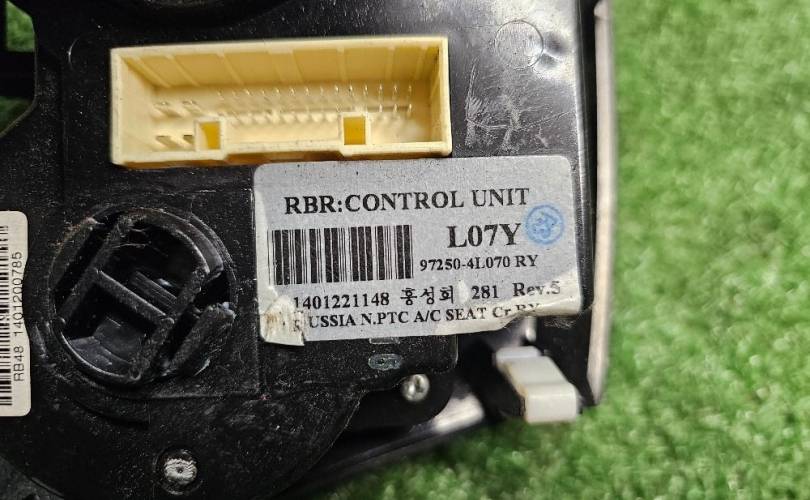 RBR:CONTROL UNIT
L07Y
97250-4L070 RY
1401221148 홍성희 281 Rev.5
RUSSIA N.PTC A/C SEAT Cr.RY
RB48 1401200785